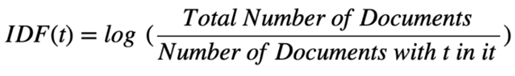 IDF(t) = log ( Total Number of Documents / Number of Documents with t in it )